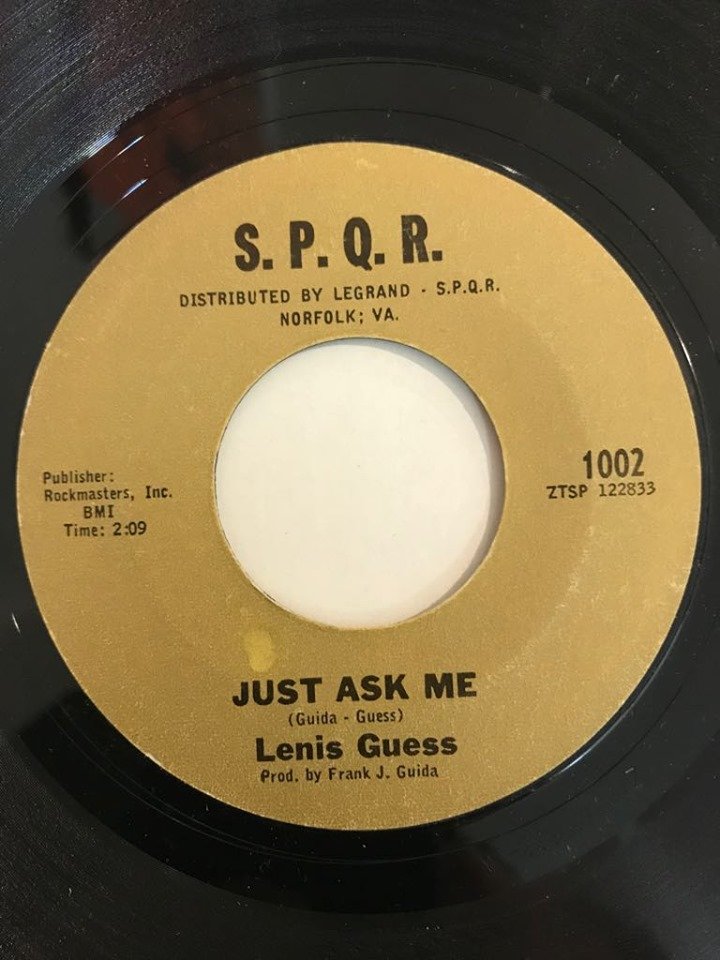 S. P. Q. R.
DISTRIBUTED BY LEGRAND - S.P.Q.R.
NORFOLK; VA.
Publisher:
Rockmasters, Inc.
BMI
Time: 2:09
1002
ZTSP 122833
JUST ASK ME
(Guida - Guess)
Lenis Guess
Prod. by Frank J. Guida